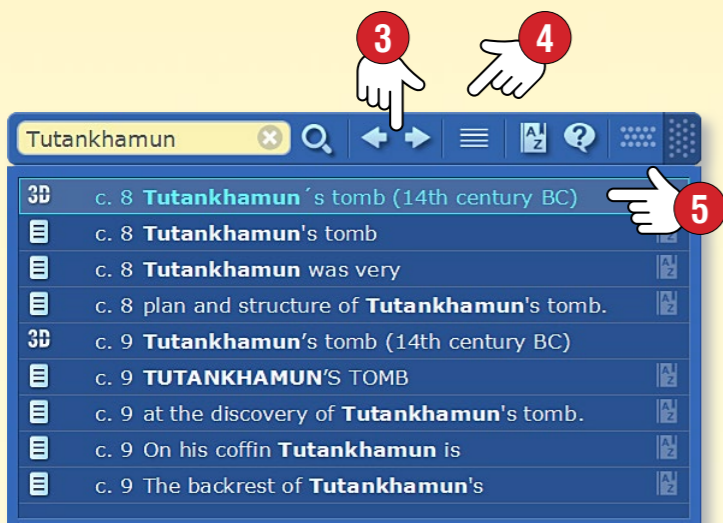 3
4
Tutankhamun
A Z
?
3D c. 8 Tutankhamun´s tomb (14th century BC)
5
c. 8 Tutankhamun's tomb
A Z
c. 8 Tutankhamun was very
A Z
c. 8 plan and structure of Tutankhamun's tomb.
A Z
3D c. 9 Tutankhamun’s tomb (14th century BC)
c. 9 TUTANKHAMUN’S TOMB
A Z
c. 9 at the discovery of Tutankhamun's tomb.
A Z
c. 9 On his coffin Tutankhamun is
A Z
c. 9 The backrest of Tutankhamun's
A Z